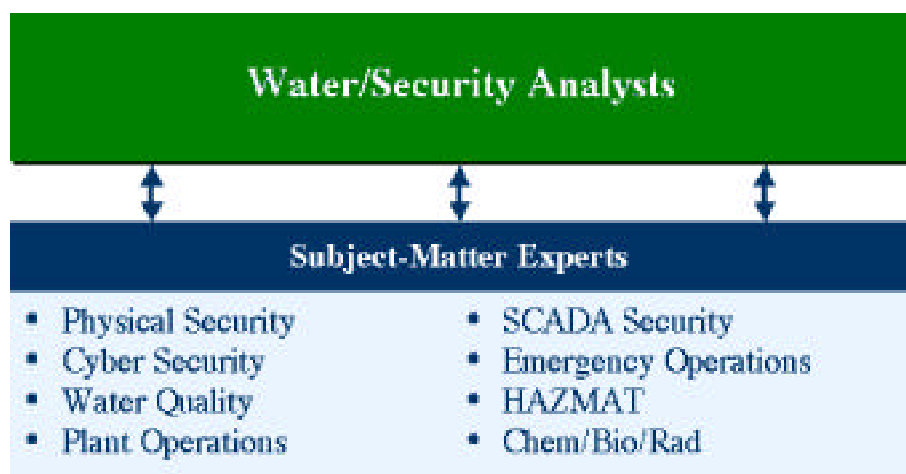 Water/Security Analysts
Subject-Matter Experts
• Physical Security
• Cyber Security
• Water Quality
• Plant Operations
• SCADA Security
• Emergency Operations
• HAZMAT
• Chem/Bio/Rad